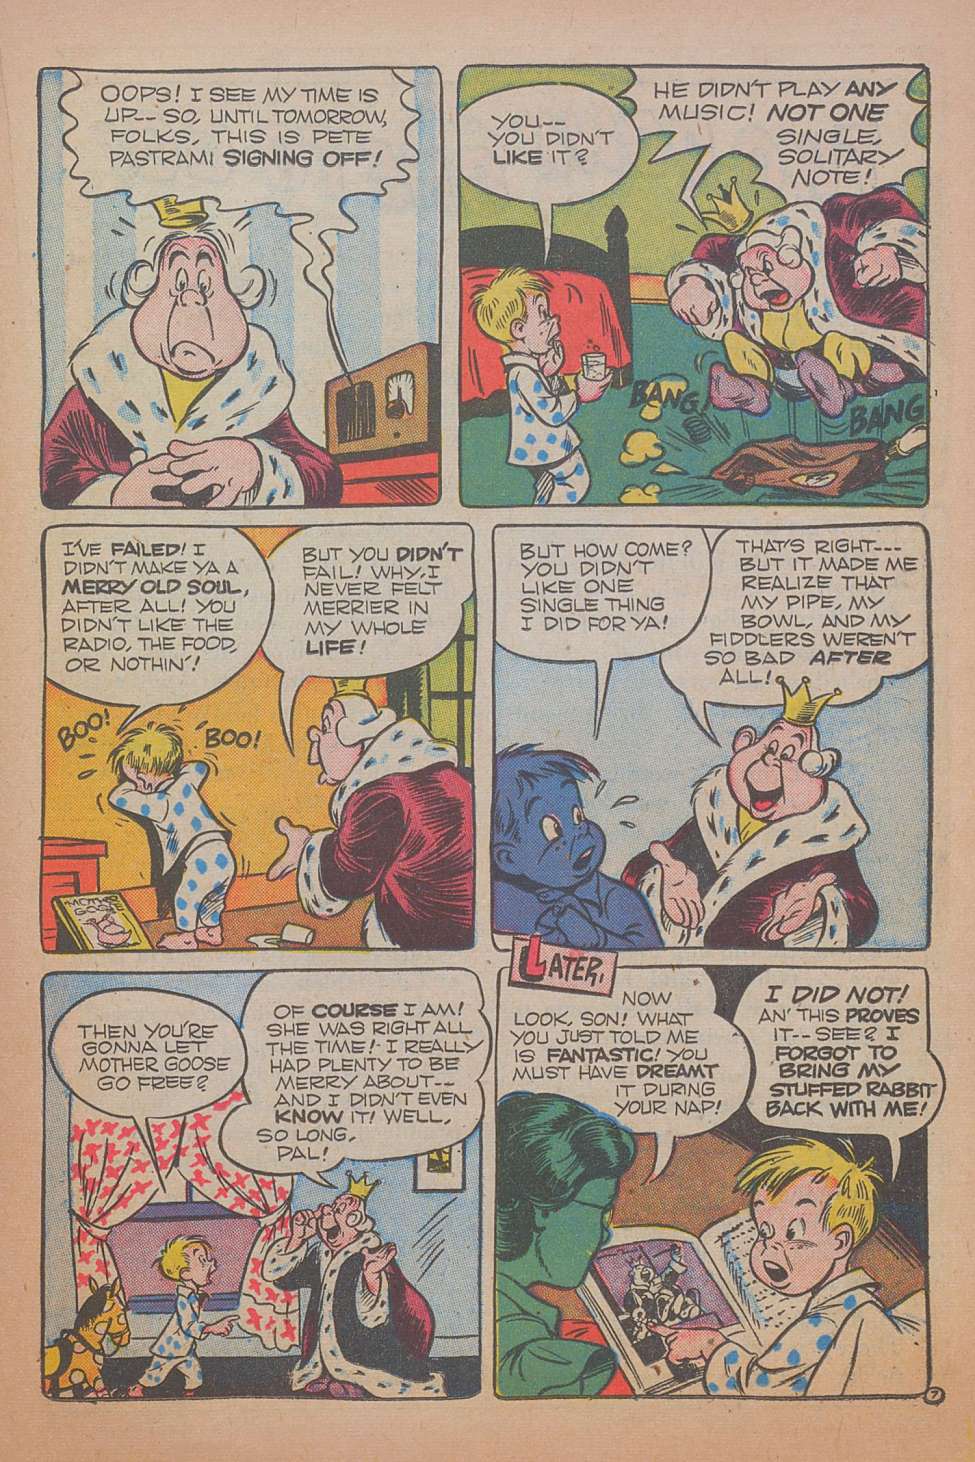 OOPS! I SEE MY TIME IS
UP-- SO, UNTIL TOMORROW,
FOLKS, THIS IS PETE
PASTRAMI SIGNING OFF!
YOU--
YOU DIDN'T
LIKE IT?
HE DIDN'T PLAY ANY
MUSIC! NOT ONE
SINGLE,
SOLITARY
NOTE!
BANG
BANG
I'VE FAILED! I
DIDN'T MAKE YA A
MERRY OLD SOUL,
AFTER ALL! YOU
DIDN'T LIKE THE
RADIO, THE FOOD,
OR NOTHIN'!
BUT YOU DIDN'T
FAIL! WHY, I
NEVER FELT
MERRIER IN
MY WHOLE
LIFE!
BOO!
BOO!
MOTHER
GOOSE
BUT HOW COME?
YOU DIDN'T
LIKE ONE
SINGLE THING
I DID FOR YA!
THAT'S RIGHT---
BUT IT MADE ME
REALIZE THAT
MY PIPE, MY
BOWL, AND MY
FIDDLERS WEREN'T
SO BAD AFTER
ALL!
THEN YOU'RE
GONNA LET
MOTHER GOOSE
GO FREE?
OF COURSE I AM!
SHE WAS RIGHT ALL
THE TIME! I REALLY
HAD PLENTY TO BE
MERRY ABOUT--
AND I DIDN'T EVEN
KNOW IT! WELL,
SO LONG,
PAL!
LATER,
NOW
LOOK, SON! WHAT
YOU JUST TOLD ME
IS FANTASTIC! YOU
MUST HAVE DREAMT
IT DURING
YOUR NAP!
I DID NOT!
AN' THIS PROVES
IT-- SEE? I
FORGOT TO
BRING MY
STUFFED RABBIT
BACK WITH ME!
7